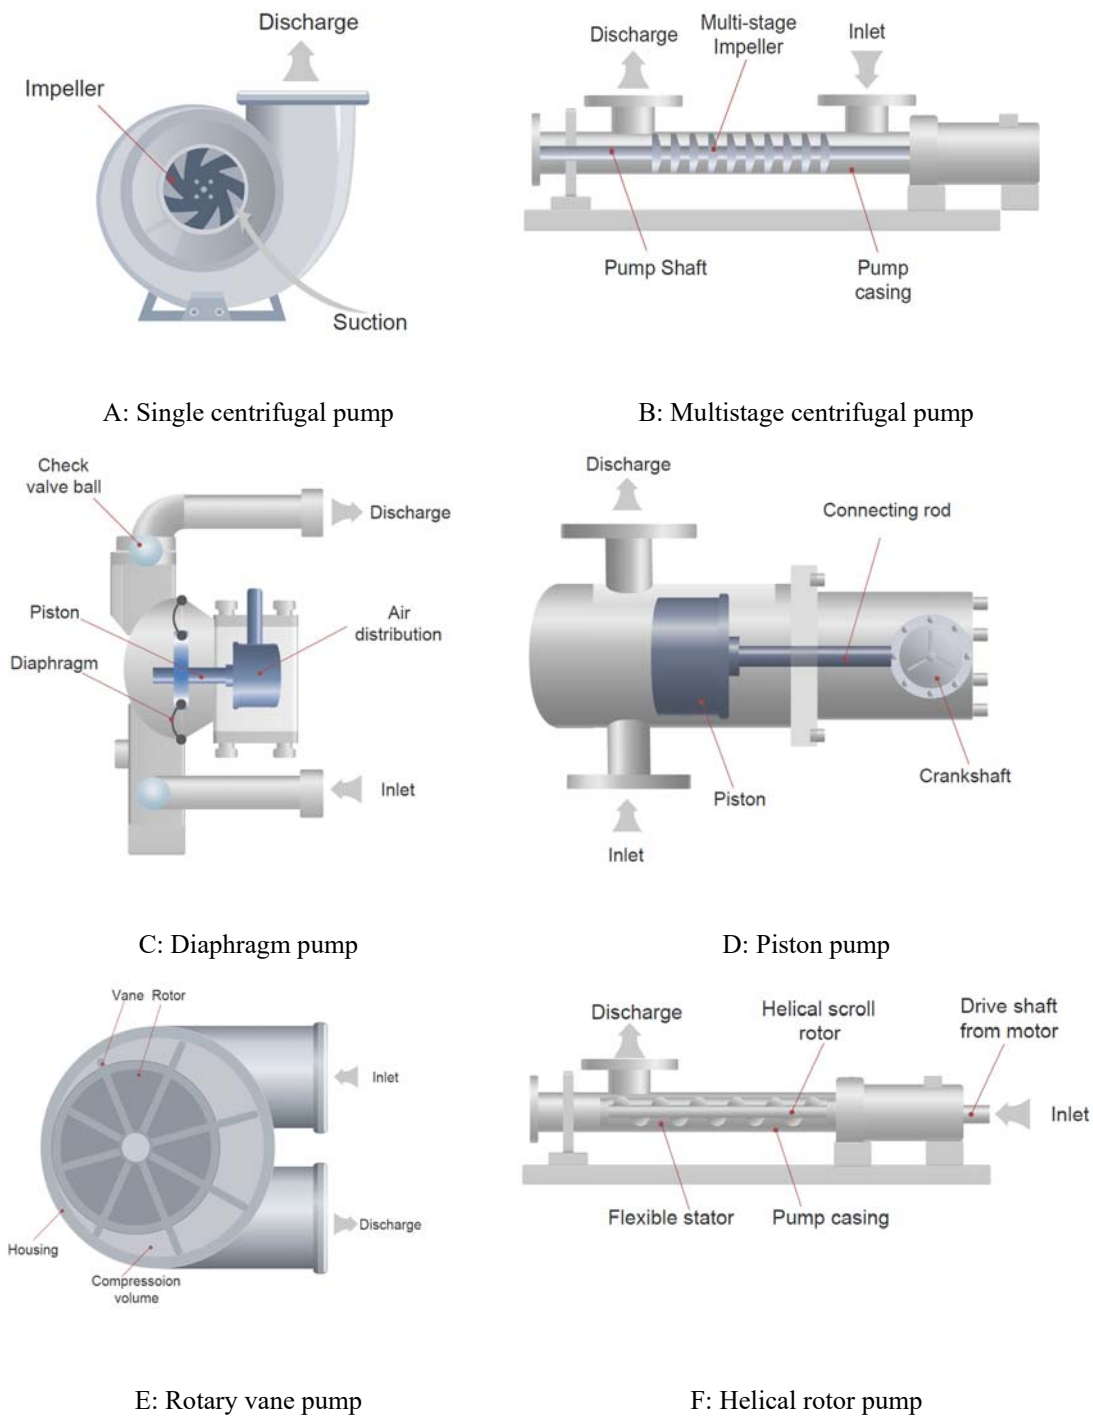 Discharge
Impeller
Suction
A: Single centrifugal pump
Discharge
Multi-stage
Impeller
Inlet
Pump Shaft
Pump
casing
B: Multistage centrifugal pump
Check
valve ball
Discharge
Piston
Air
distribution
Diaphragm
Inlet
C: Diaphragm pump
Discharge
Connecting rod
Crankshaft
Piston
Inlet
D: Piston pump
Vane Rotor
Inlet
Discharge
Housing
Compressoion
volume
E: Rotary vane pump
Discharge
Helical scroll
rotor
Drive shaft
from motor
Inlet
Flexible stator
Pump casing
F: Helical rotor pump